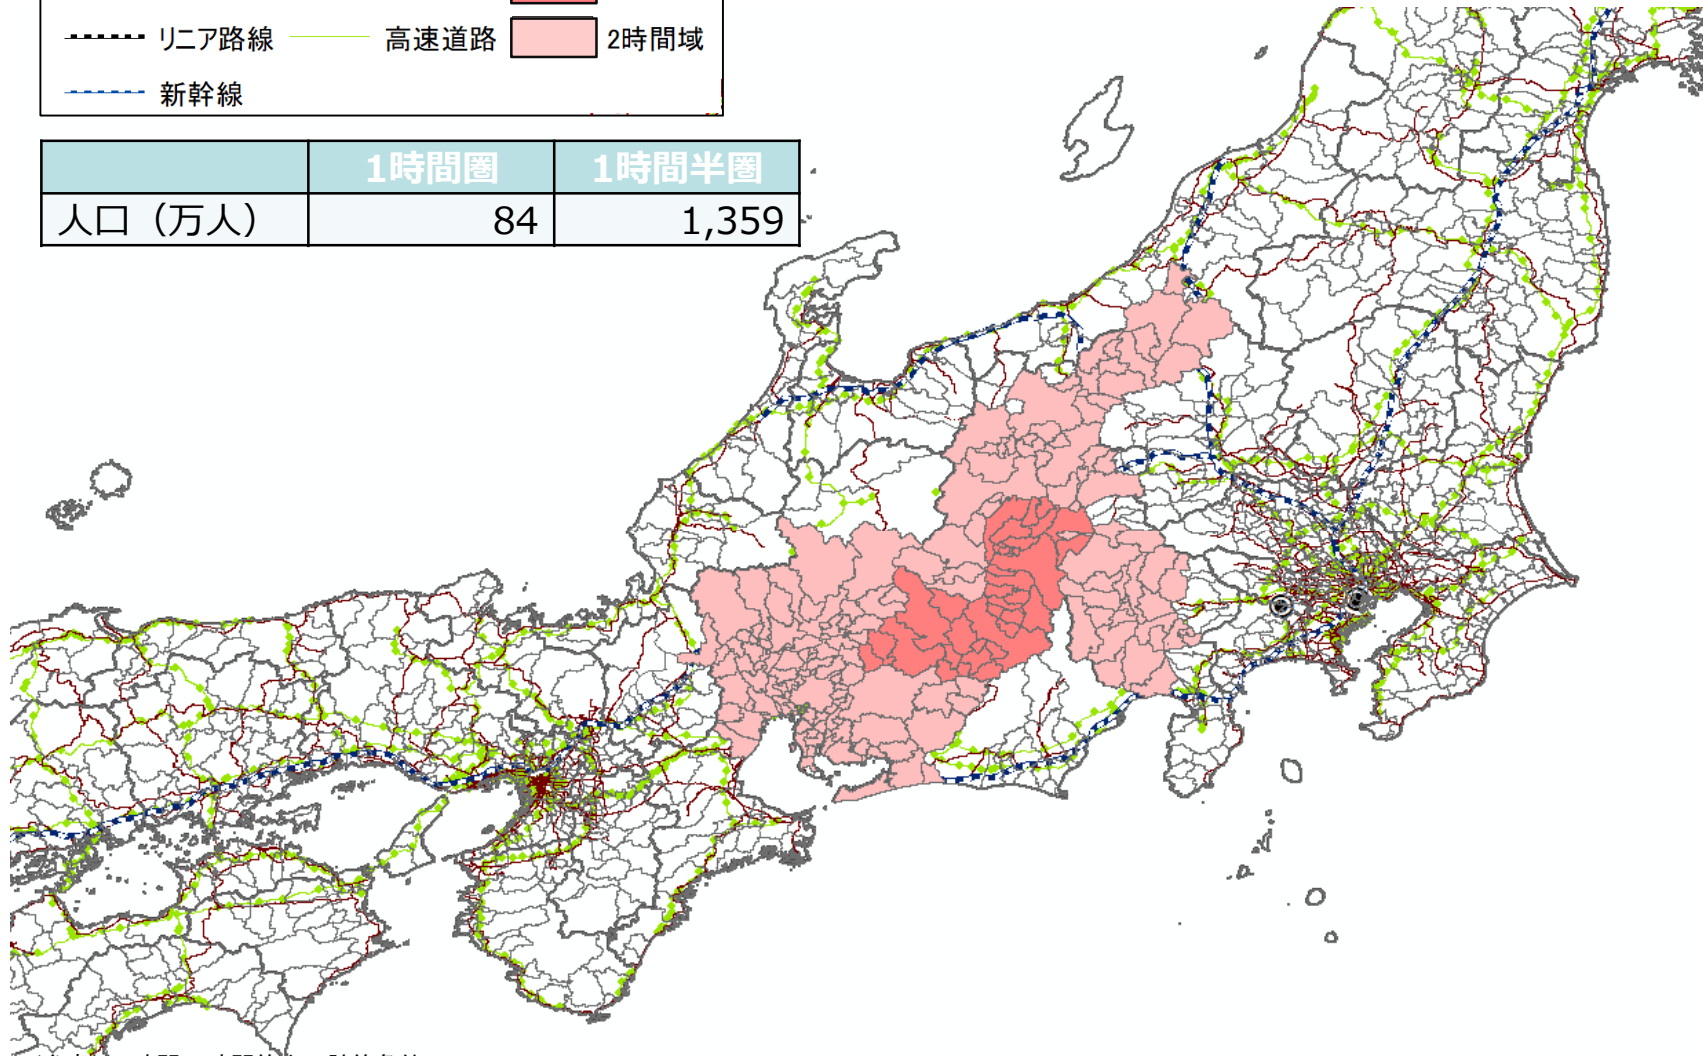 リニア路線 高速道路 2時間域
新幹線
1時間圏 1時間半圏
人口（万人） 84 1,359